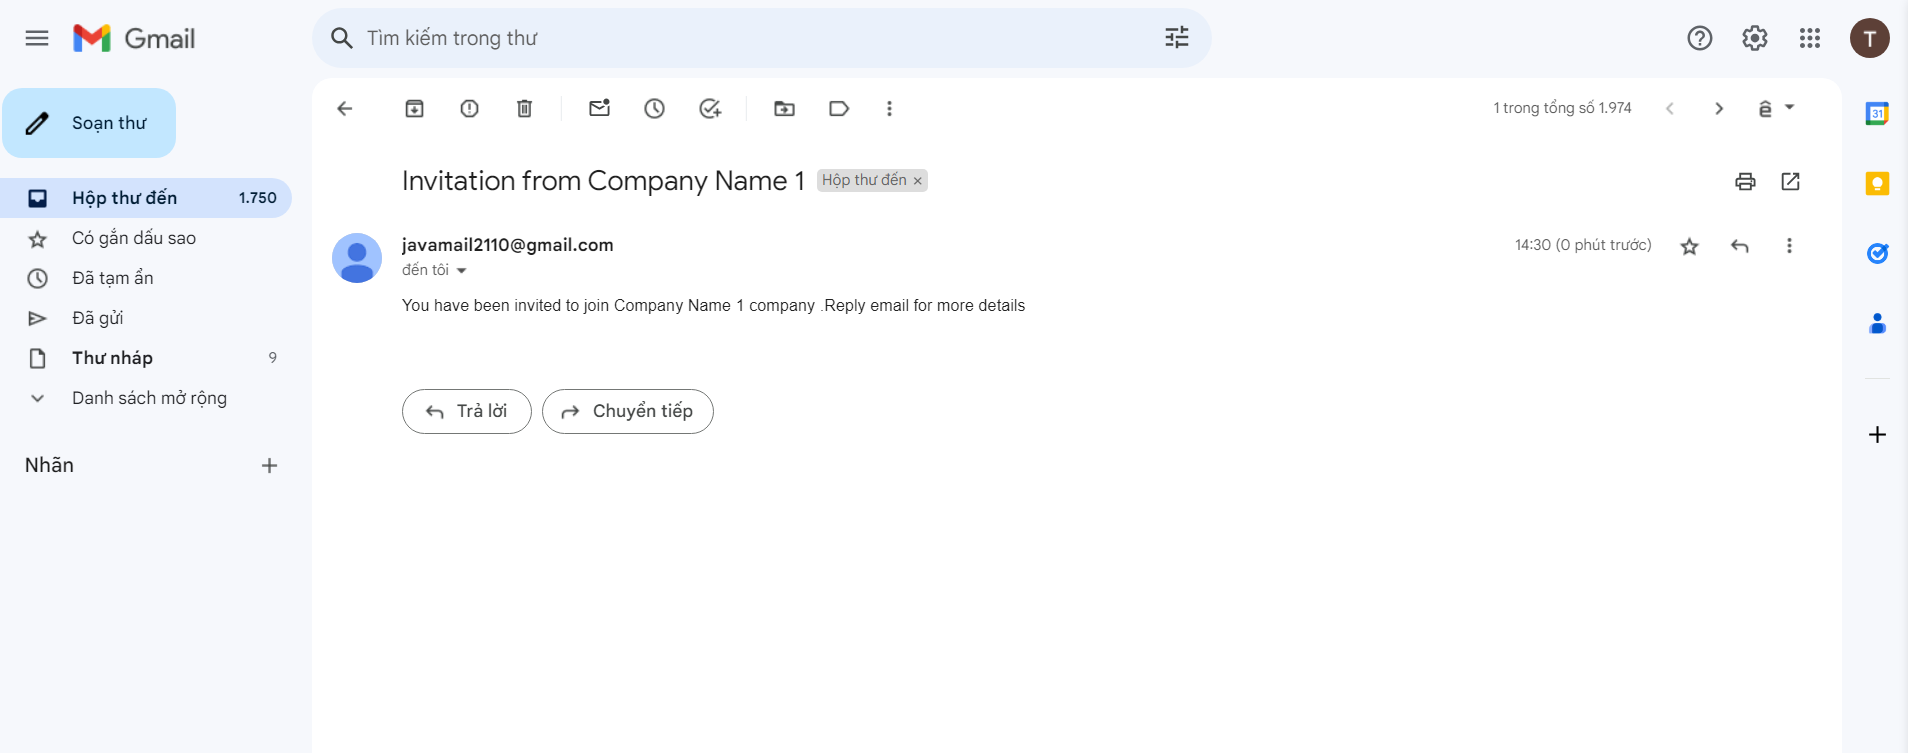 Gmail
Tìm kiếm trong thư
T
Soạn thư
1 trong tổng số 1.974
ê
31
Hộp thư đến 1.750
Có gắn dấu sao
Đã tạm ẩn
Đã gửi
Thư nháp 9
Danh sách mở rộng
Nhãn
Invitation from Company Name 1 Hộp thư đến ×
javamail2110@gmail.com 14:30 (0 phút trước)
đến tôi
You have been invited to join Company Name 1 company .Reply email for more details
Trả lời Chuyển tiếp